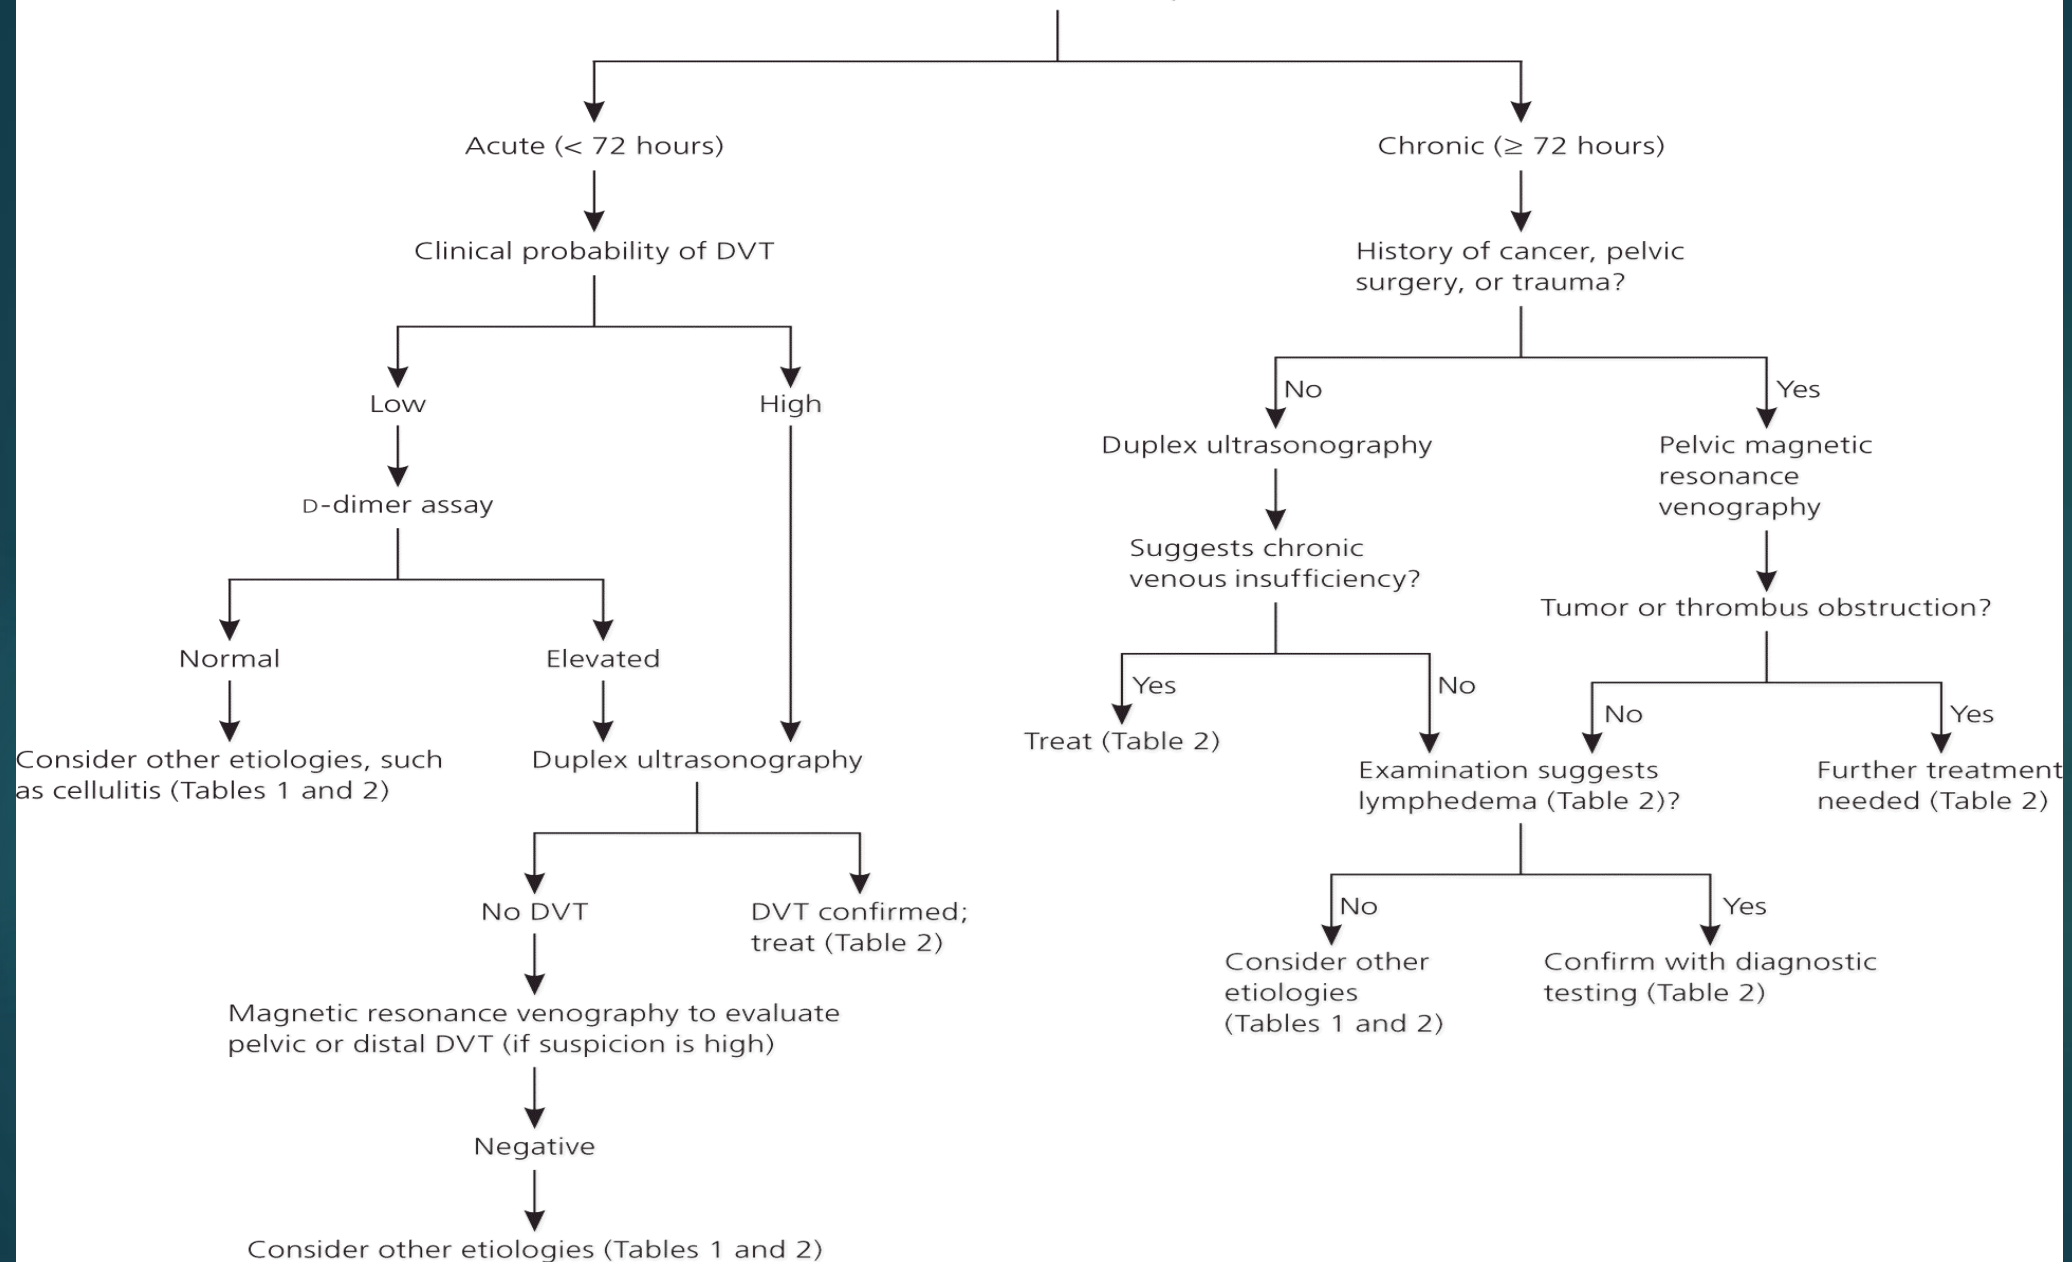 Acute (< 72 hours)
Chronic (≥ 72 hours)
Clinical probability of DVT
History of cancer, pelvic
surgery, or trauma?
Low
High
No
Yes
D-dimer assay
Duplex ultrasonography
Pelvic magnetic
resonance
venography
Suggests chronic
venous insufficiency?
Tumor or thrombus obstruction?
Normal
Elevated
Yes
No
No
Yes
Consider other etiologies, such
as cellulitis (Tables 1 and 2)
Duplex ultrasonography
Treat (Table 2)
Examination suggests
lymphedema (Table 2)?
Further treatment
needed (Table 2)
No DVT
DVT confirmed;
treat (Table 2)
No
Yes
Consider other
etiologies
(Tables 1 and 2)
Confirm with diagnostic
testing (Table 2)
Magnetic resonance venography to evaluate
pelvic or distal DVT (if suspicion is high)
Negative
Consider other etiologies (Tables 1 and 2)